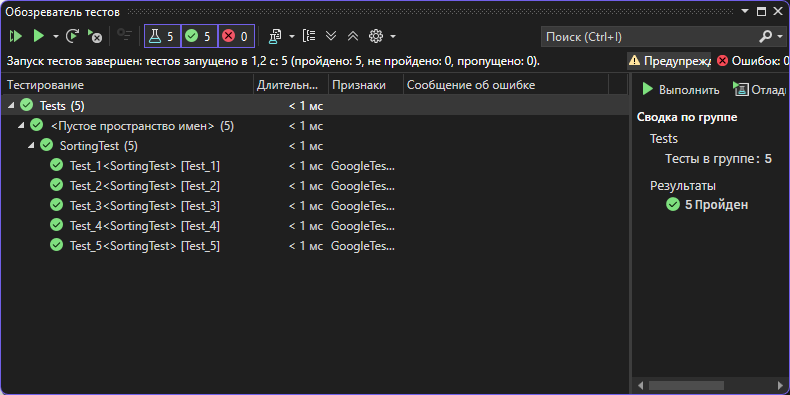 Обозреватель тестов
5 5 0
Поиск (Ctrl+I)
Запуск тестов завершен: тестов запущено в 1,2 с: 5 (пройдено: 5, не пройдено: 0, пропущено: 0).
Предупрежд
Ошибок: 0
Тестирование Длительн... Признаки Сообщение об ошибке
Tests (5) < 1 мс
<Пустое пространство имен> (5) < 1 мс
SortingTest (5) < 1 мс
Test_1<SortingTest> [Test_1] < 1 мс GoogleTes...
Test_2<SortingTest> [Test_2] < 1 мс GoogleTes...
Test_3<SortingTest> [Test_3] < 1 мс GoogleTes...
Test_4<SortingTest> [Test_4] < 1 мс GoogleTes...
Test_5<SortingTest> [Test_5] < 1 мс GoogleTes...
Выполнить Отлад
Сводка по группе
Tests
Тесты в группе: 5
Результаты
5 Пройден